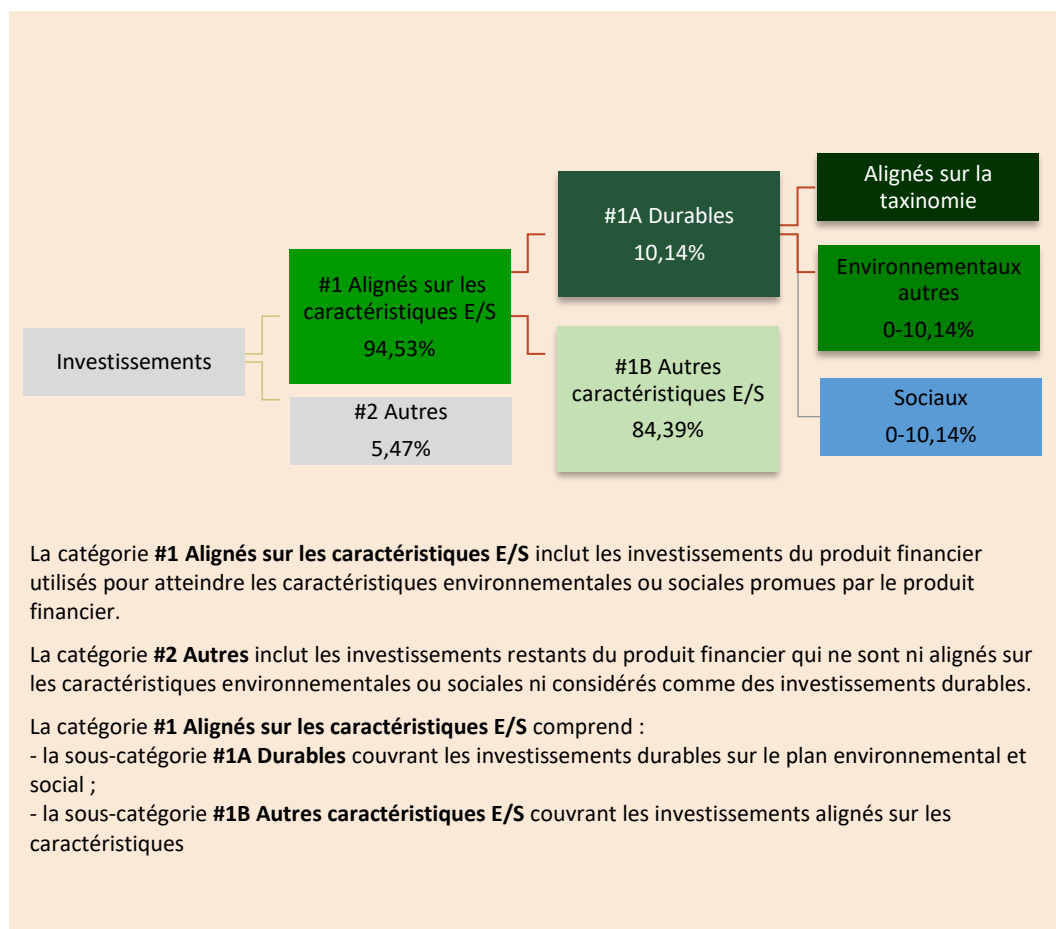 Investissements
#1 Alignés sur les
caractéristiques E/S
94,53%
#2 Autres
5,47%
#1A Durables
10,14%
#1B Autres
caractéristiques E/S
84,39%
Alignés sur la
taxinomie
Environnementaux
autres
0-10,14%
Sociaux
0-10,14%
La catégorie #1 Alignés sur les caractéristiques E/S inclut les investissements du produit financier
utilisés pour atteindre les caractéristiques environnementales ou sociales promues par le produit
financier.
La catégorie #2 Autres inclut les investissements restants du produit financier qui ne sont ni alignés sur
les caractéristiques environnementales ou sociales ni considérés comme des investissements durables.
La catégorie #1 Alignés sur les caractéristiques E/S comprend :
- la sous-catégorie #1A Durables couvrant les investissements durables sur le plan environnemental et
social ;
- la sous-catégorie #1B Autres caractéristiques E/S couvrant les investissements alignés sur les
caractéristiques